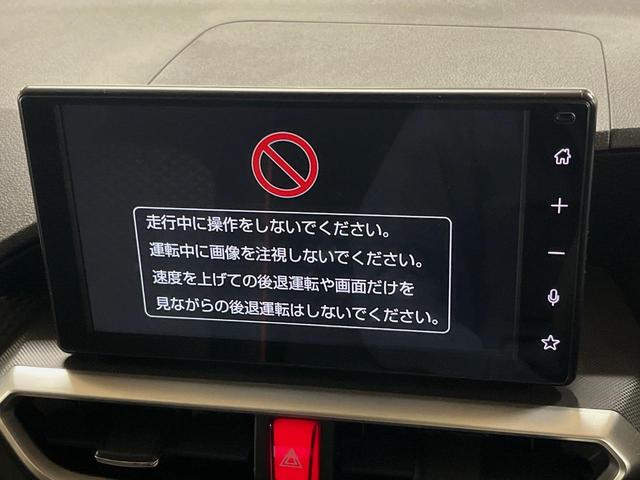 走行中に操作をしないでください。
運転中に画像を注視しないでください。
速度を上げての後退運転や画面だけを
見ながらの後退運転はしないでください。